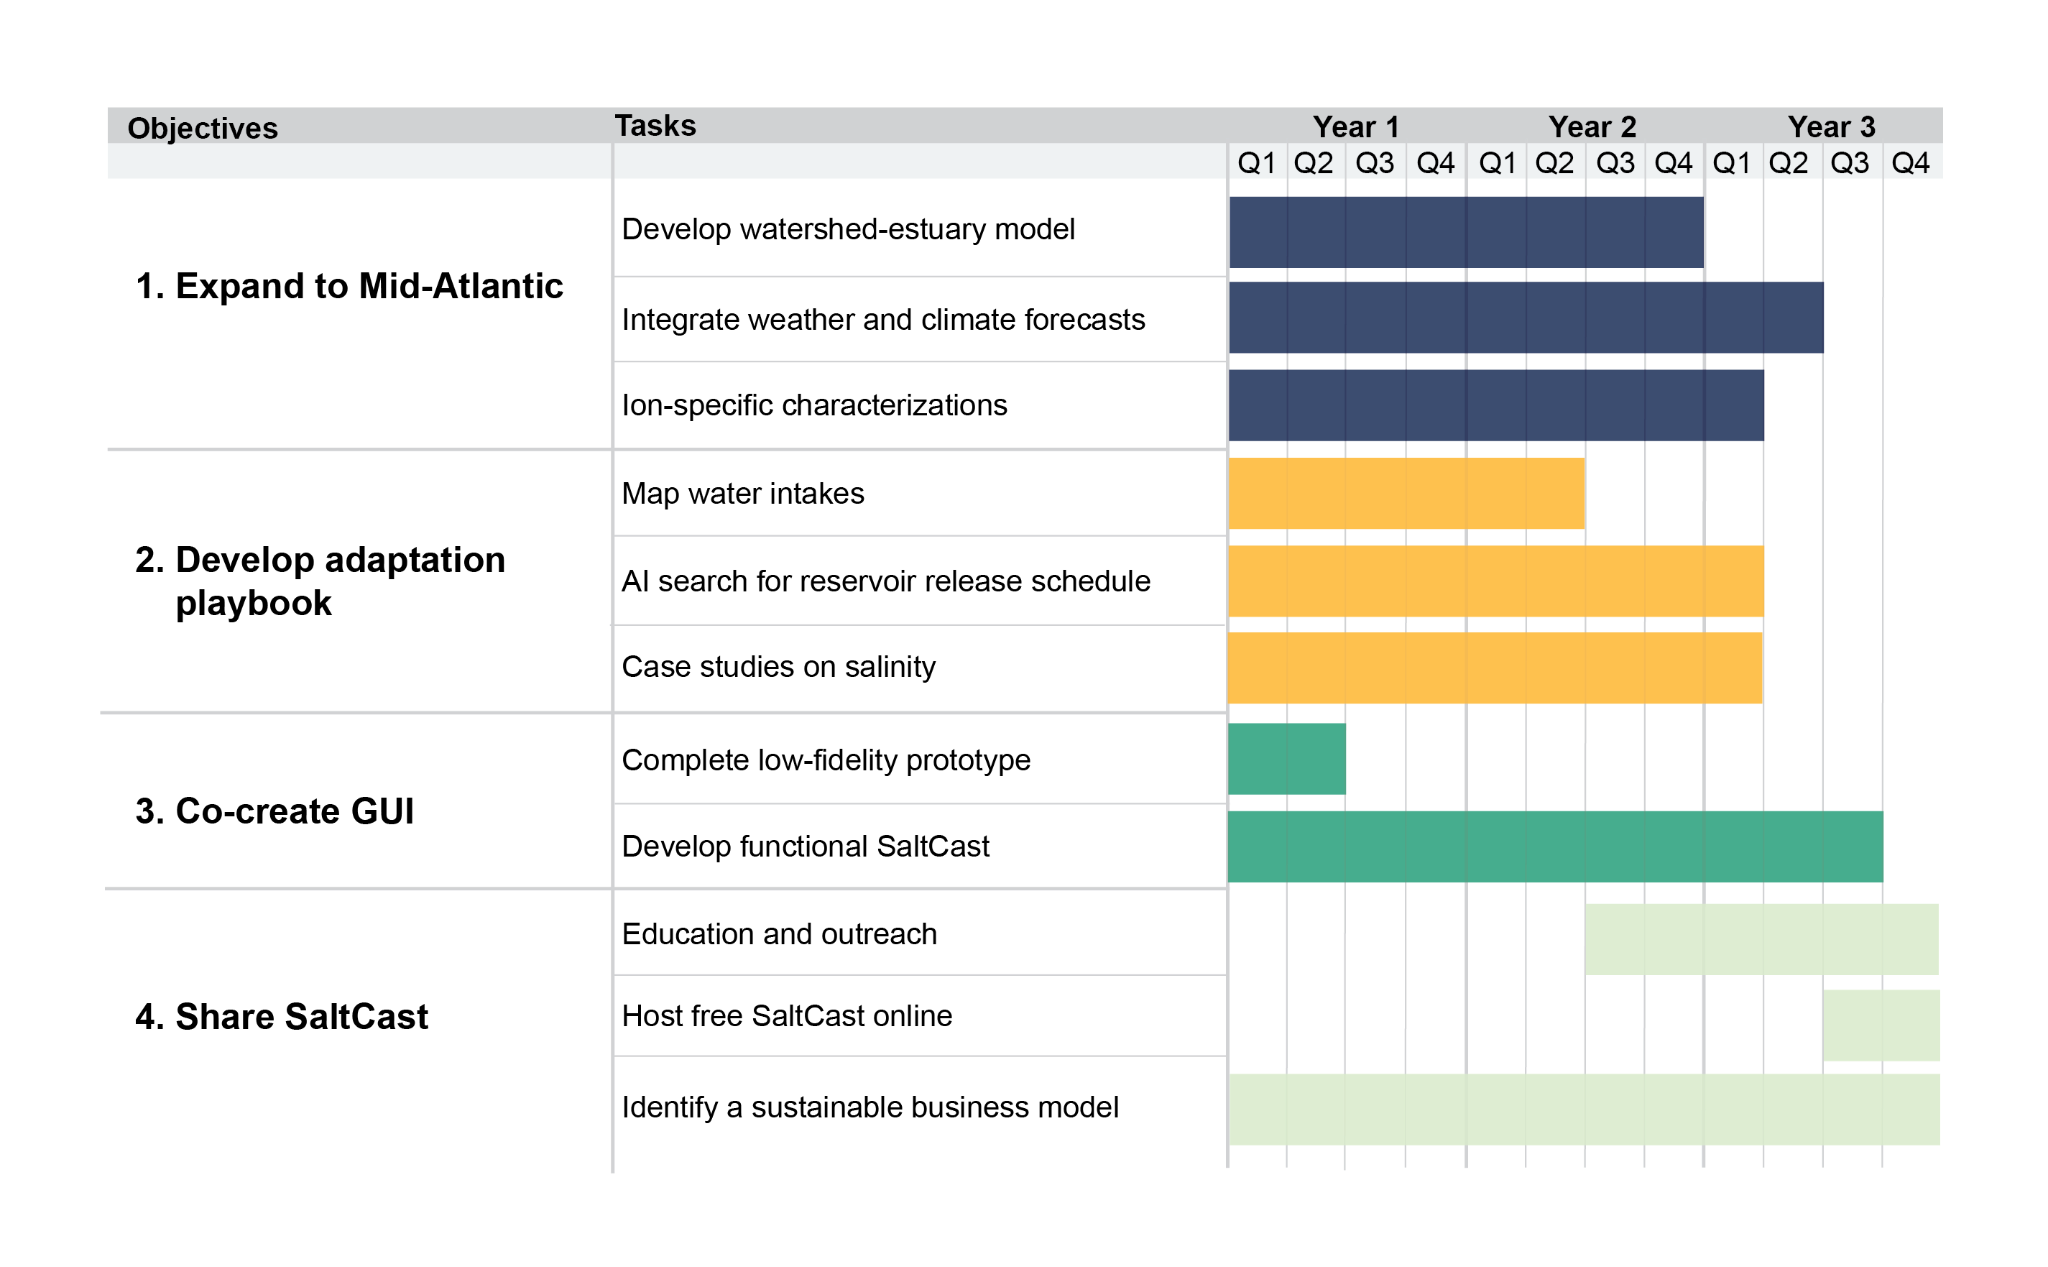 Objectives Tasks Year 1 Year 2 Year 3
Q1 Q2 Q3 Q4 Q1 Q2 Q3 Q4 Q1 Q2 Q3 Q4
1. Expand to Mid-Atlantic
Develop watershed-estuary model
Integrate weather and climate forecasts
Ion-specific characterizations
2. Develop adaptation
playbook
Map water intakes
AI search for reservoir release schedule
Case studies on salinity
3. Co-create GUI
Complete low-fidelity prototype
Develop functional SaltCast
4. Share SaltCast
Education and outreach
Host free SaltCast online
Identify a sustainable business model